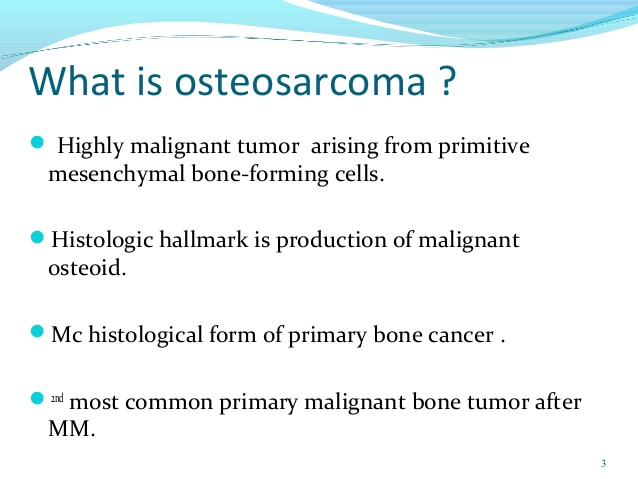 What is osteosarcoma ?
Highly malignant tumor arising from primitive
mesenchymal bone-forming cells.
Histologic hallmark is production of malignant
osteoid.
Mc histological form of primary bone cancer .
2nd most common primary malignant bone tumor after
MM.
3